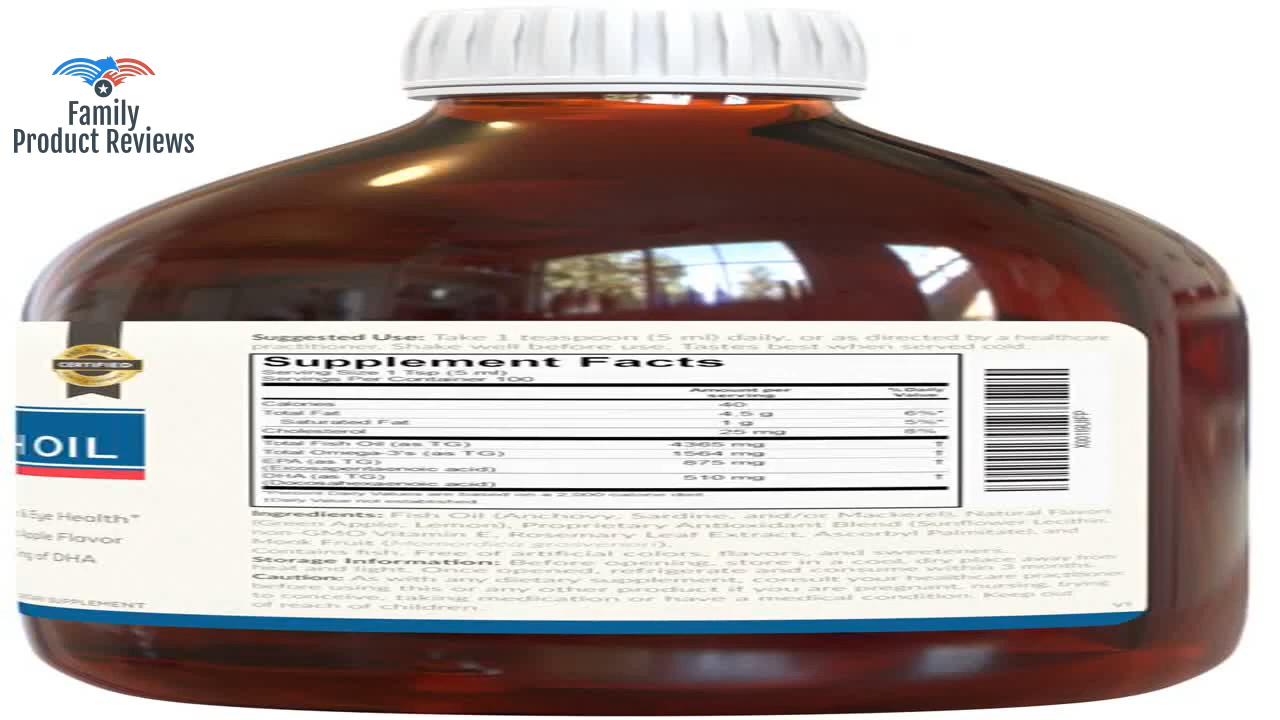 Family
Product Reviews
CERTIFIED
HOIL
Eye Health*
Apple Flavor
of DHA
SUPPLEMENT
Suggested Use: Take 1 teaspoon (5 ml) daily, or as directed by a healthcare
practitioner. Shake well before use. Tastes best when served cold.
Supplement Facts
Serving Size 1 Tsp (5 ml)
Servings Per Container 100
Amount per serving % Daily Value
Calories 40
Total Fat 4.5 g 6%*
Saturated Fat 1 g 5%*
Cholesterol 25 mg 8%
Total Fish Oil (as TG) 4365 mg †
Total Omega-3's (as TG) 1564 mg †
EPA (as TG) 875 mg †
(Eicosapentaenoic acid)
DHA (as TG) 510 mg †
(Docosahexaenoic acid)
*Percent Daily Values are based on a 2,000 calorie diet
†Daily Value not established
Ingredients: Fish Oil (Anchovy, Sardine, and/or Mackerel), Natural Flavors
(Green Apple, Lemon), Proprietary Antioxidant Blend (Sunflower Lecithin,
non-GMO Vitamin E, Rosemary Leaf Extract, Ascorbyl Palmitate), and
Monk Fruit
Contains fish. Free of artificial colors, flavors, and sweeteners.
Storage Information: Before opening, store in a cool, dry place away from
heat and light. Once opened, refrigerate and consume within 3 months.
Caution: As with any dietary supplement, consult your healthcare practitioner
before using this or any other product if you are pregnant, nursing, trying
to conceive, taking medication or have a medical condition. Keep out
of reach of children.